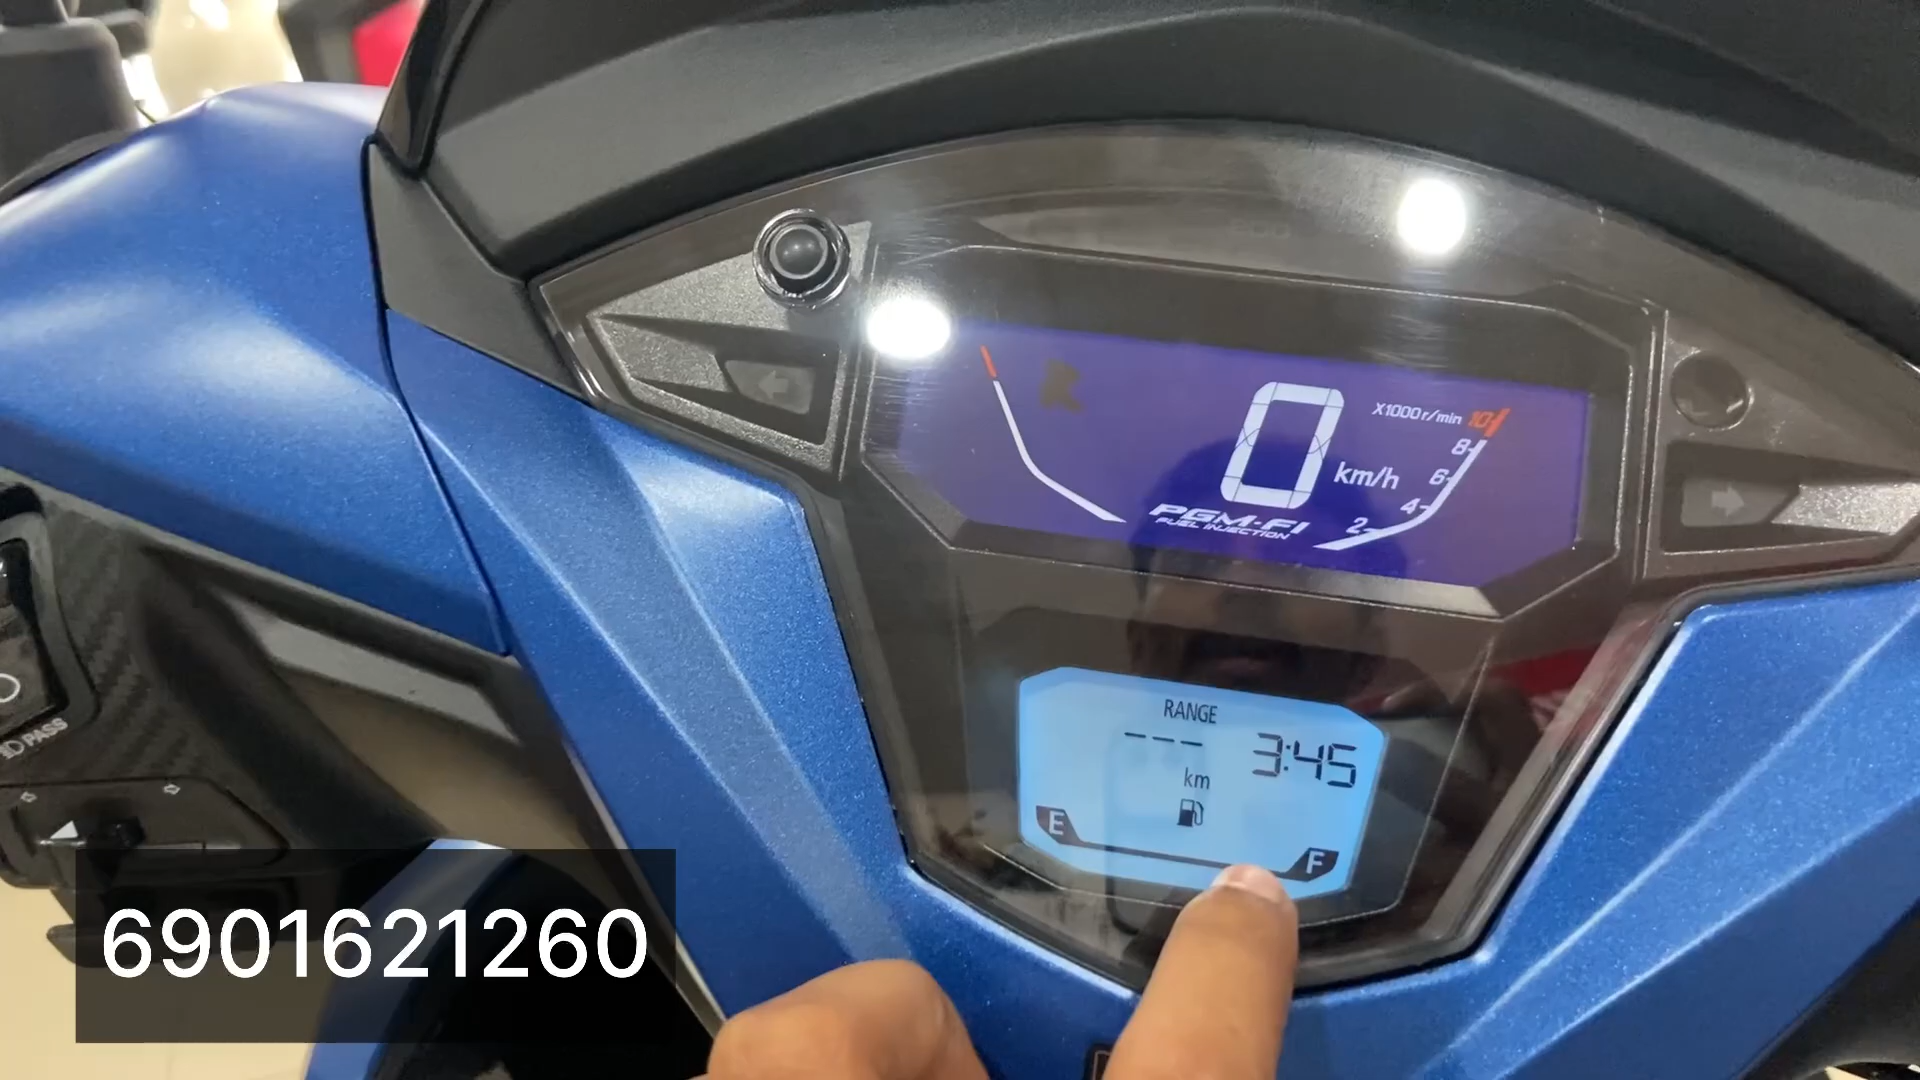 X1000r/min 10
8
0 km/h 6
4
2
PGM-FI
FUEL INJECTION
RANGE
--- 3:45
km
E F
PASS
6901621260